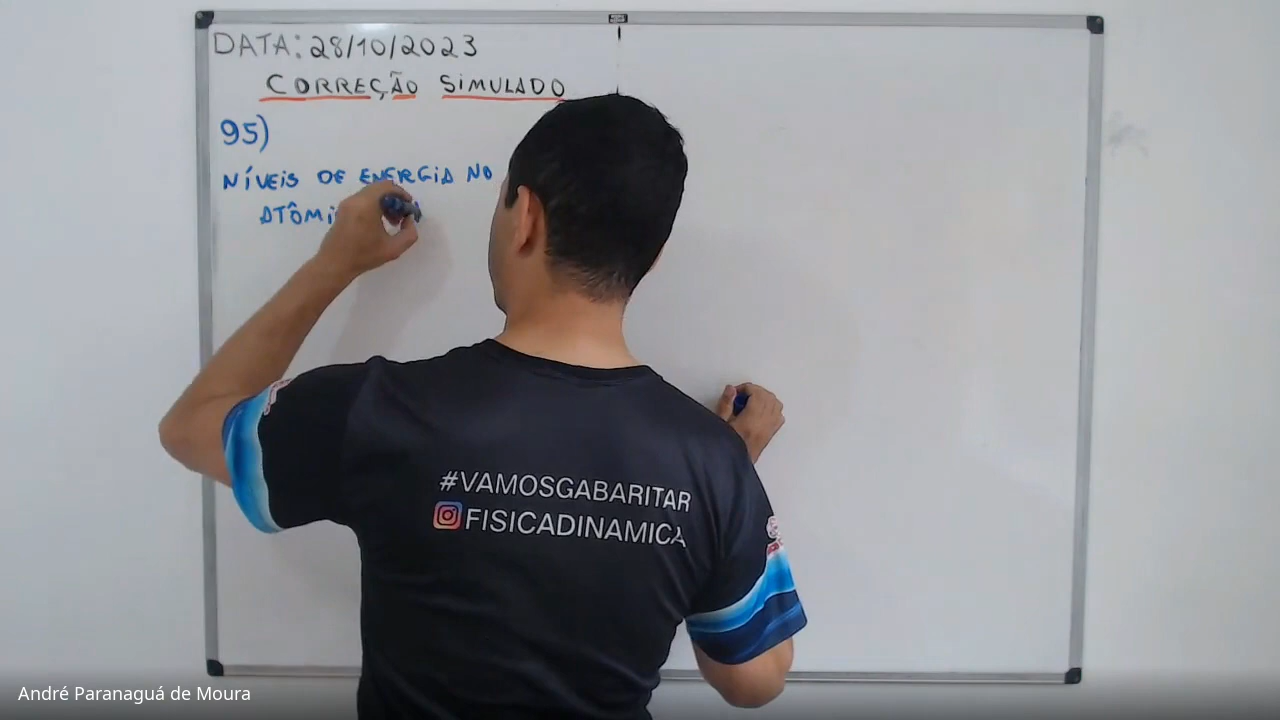 DATA: 28/10/2023
CORREÇÃO SIMULADO
95)
NÍVEIS DE ENERGIA NO
#VAMOSGABARITAR
FISICADINAMICA
André Paranaguá de Moura